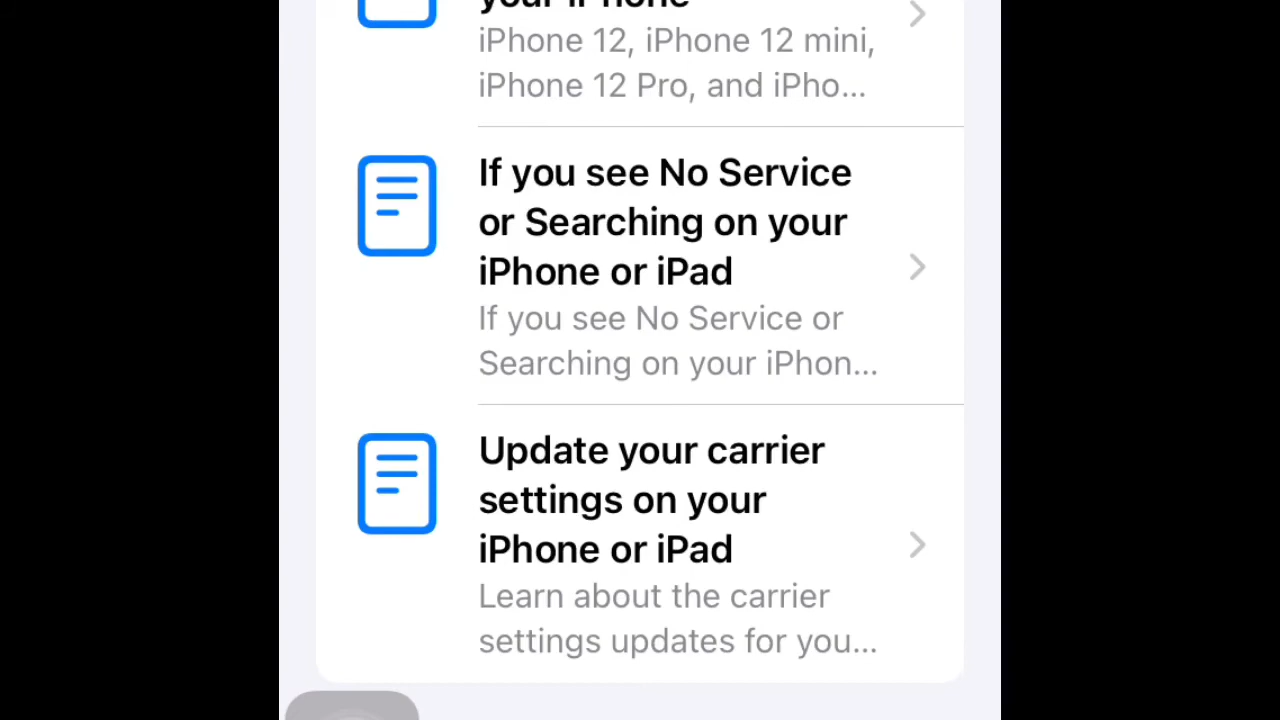 your iPhone
iPhone 12, iPhone 12 mini,
iPhone 12 Pro, and iPho...
If you see No Service
or Searching on your
iPhone or iPad
If you see No Service or
Searching on your iPhon...
Update your carrier
settings on your
iPhone or iPad
Learn about the carrier
settings updates for you...